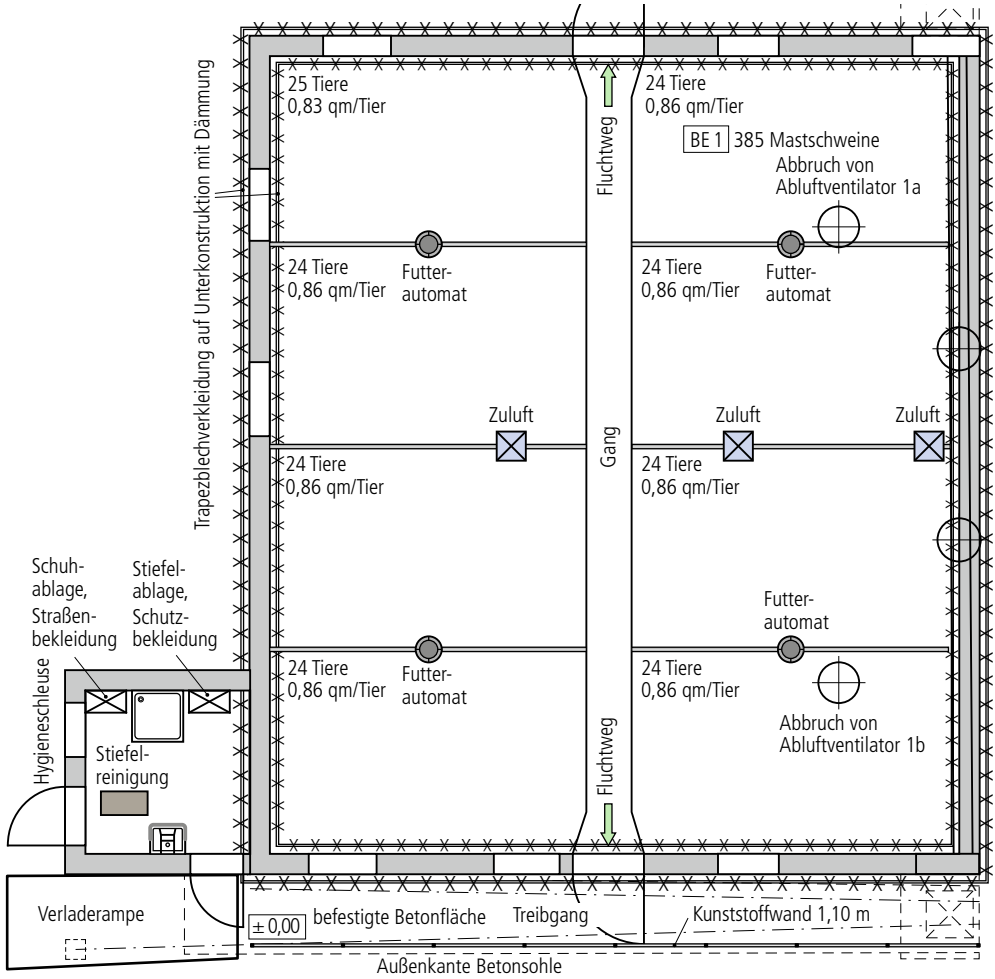 25 Tiere
0,83 qm/Tier
24 Tiere
0,86 qm/Tier
BE 1 385 Mastschweine
Abbruch von
Abluftventilator 1a
Fluchtweg
Trapezblechverkleidung auf Unterkonstruktion mit Dämmung
24 Tiere
0,86 qm/Tier
Futter-
automat
24 Tiere
0,86 qm/Tier
Futter-
automat
Zuluft
Zuluft
Zuluft
Gang
24 Tiere
0,86 qm/Tier
24 Tiere
0,86 qm/Tier
Schuh-
ablage,
Straßen-
bekleidung
Stiefel-
ablage,
Schutz-
bekleidung
Futter-
automat
24 Tiere
0,86 qm/Tier
Futter-
automat
24 Tiere
0,86 qm/Tier
Abbruch von
Abluftventilator 1b
Fluchtweg
Hygieneschleuse
Stiefel-
reinigung
Verladerampe
± 0,00 befestigte Betonfläche
Treibgang
Kunststoffwand 1,10 m
Außenkante Betonsohle